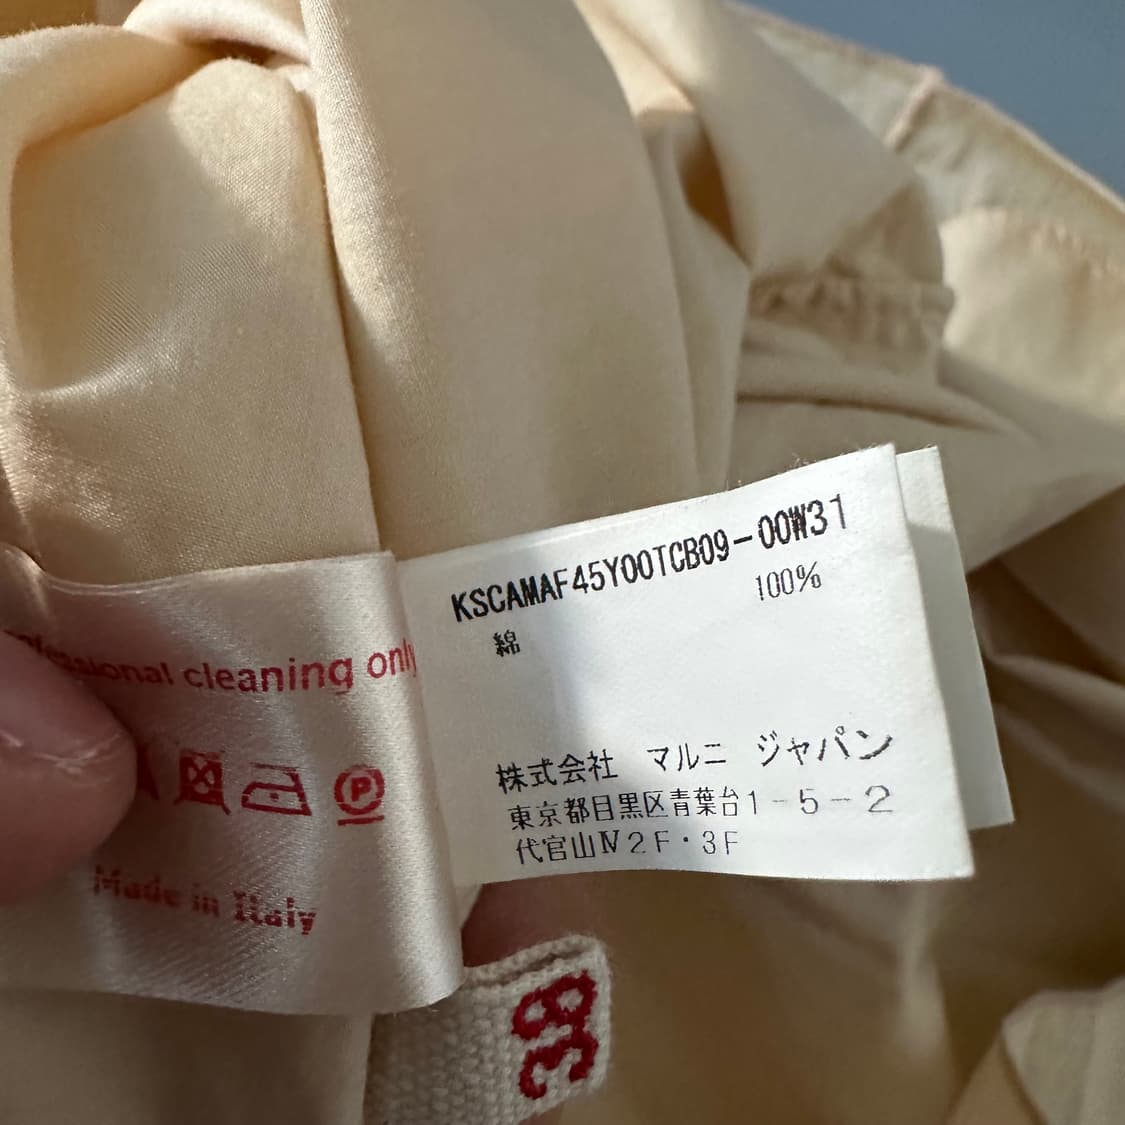 KSCAMAF45Y00TCB09-00W31
100%
綿
株式会社 マルニ ジャパン
東京都目黒区青葉台1-5-2
代官山Ⅳ2F・3F
cleaning only
P
Made in Italy
38